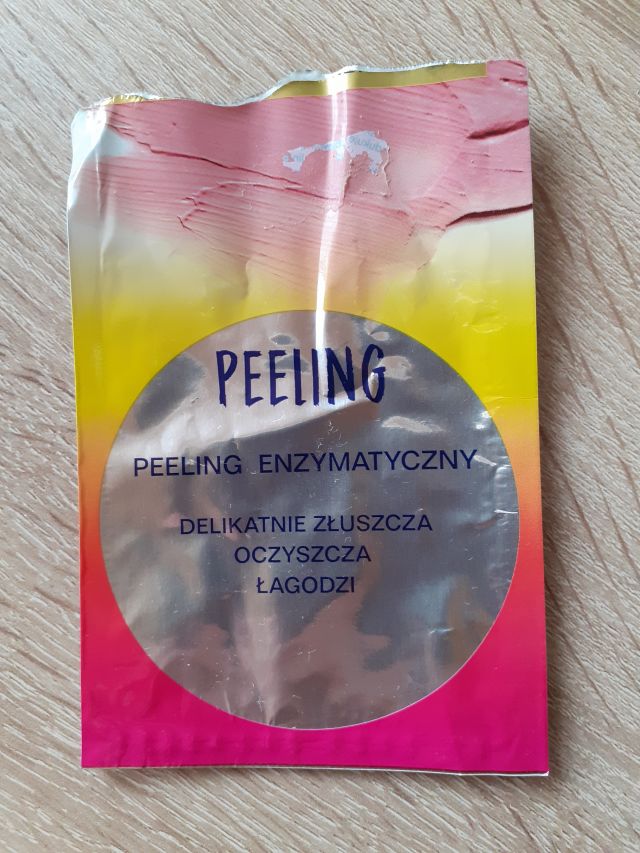 PEELING
PEELING ENZYMATYCZNY
DELIKATNIE ZŁUSZCZA
OCZYSZCZA
ŁAGODZI